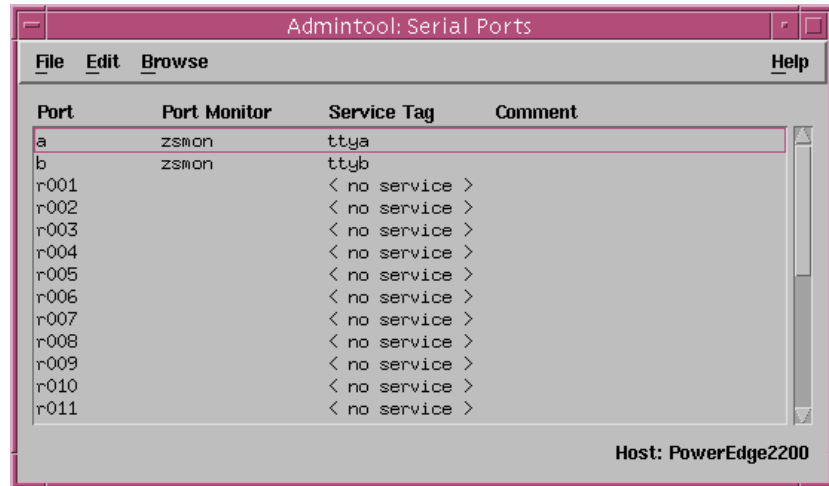 Admintool: Serial Ports
File Edit Browse Help
Port Port Monitor Service Tag Comment
a zsmon ttya
b zsmon ttyb
r001 < no service >
r002 < no service >
r003 < no service >
r004 < no service >
r005 < no service >
r006 < no service >
r007 < no service >
r008 < no service >
r009 < no service >
r010 < no service >
r011 < no service >
Host: PowerEdge2200